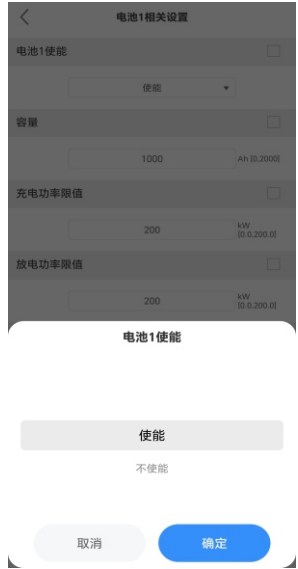 电池1相关设置
电池1使能
使能
容量
1000
Ah [0,2000]
充电功率限值
200
kW
[0.0,200.0]
放电功率限值
200
kW
[0.0,200.0]
电池1使能
使能
不使能
取消
确定